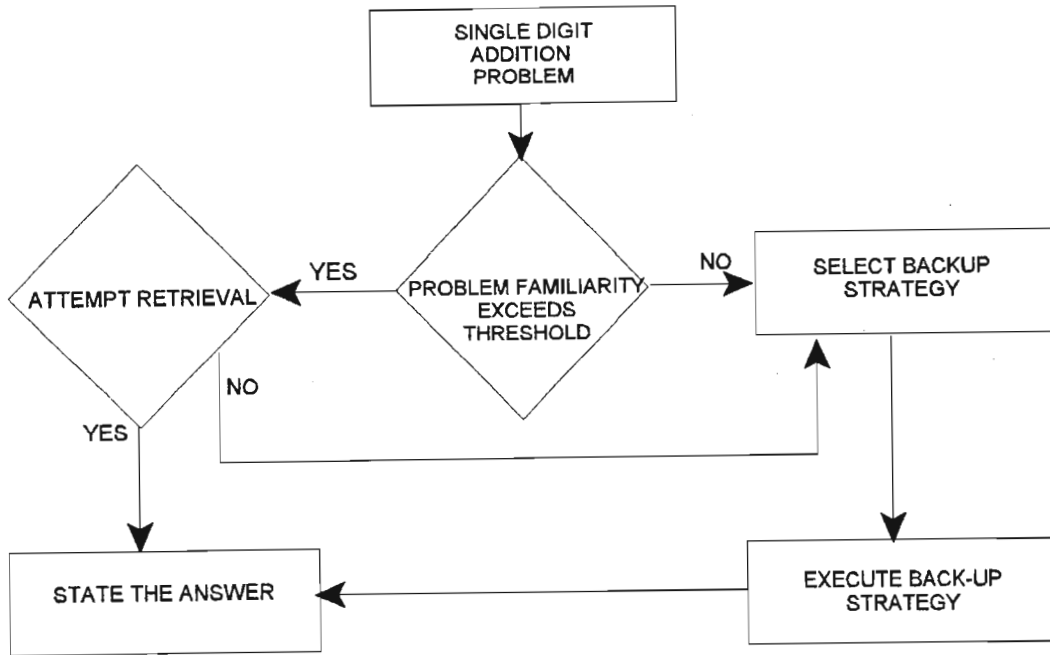 SINGLE DIGIT
ADDITION
PROBLEM
YES
NO
ATTEMPT RETRIEVAL
PROBLEM FAMILIARITY
EXCEEDS
THRESHOLD
SELECT BACKUP
STRATEGY
NO
YES
STATE THE ANSWER
EXECUTE BACK-UP
STRATEGY